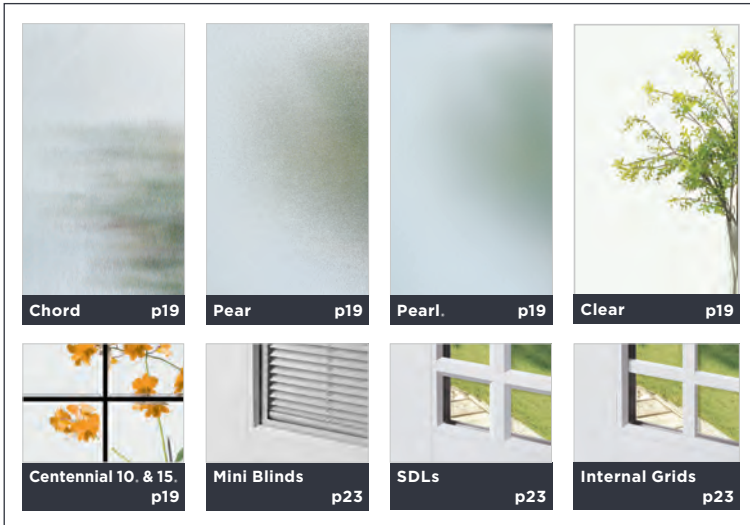 Chord p19
Pear p19
Pearl. p19
Clear p19
Centennial 10. & 15.
p19
Mini Blinds
p23
SDLs
p23
Internal Grids
p23